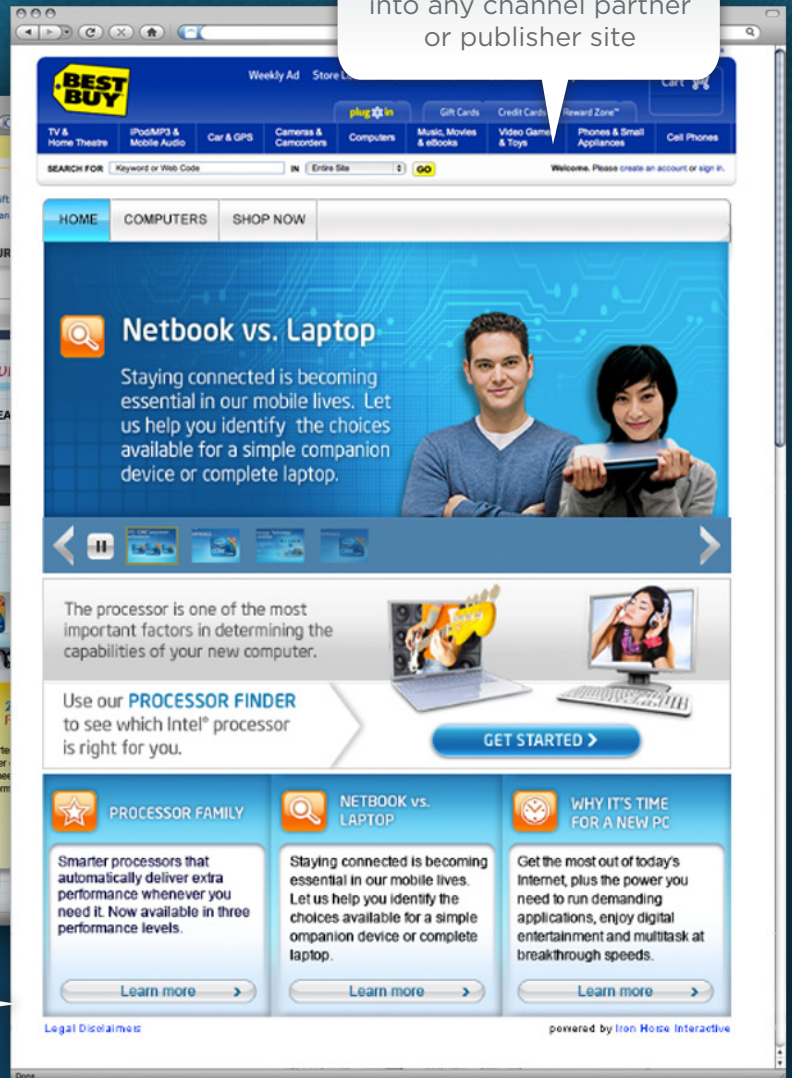 into any channel partner
or publisher site
BEST
BUY
Weekly Ad
Cart
plug in
Gift Cards
Credit Cards
Reward Zone™
TV &
Home Theatre
iPod/MP3 &
Mobile Audio
Car & GPS
Cameras &
Camcorders
Computers
Music, Movies
& eBooks
Video Games
& Toys
Phones & Small
Appliances
Cell Phones
SEARCH FOR Keyword or Web Code IN Entire Site GO Welcome. Please create an account or sign in.
HOME COMPUTERS SHOP NOW
Netbook vs. Laptop
Staying connected is becoming
essential in our mobile lives. Let
us help you identify the choices
available for a simple companion
device or complete laptop.
The processor is one of the most
important factors in determining the
capabilities of your new computer.
Use our PROCESSOR FINDER
to see which Intel® processor
is right for you.
GET STARTED >
PROCESSOR FAMILY
Smarter processors that
automatically deliver extra
performance whenever you
need it. Now available in three
performance levels.
Learn more >
NETBOOK vs.
LAPTOP
Staying connected is becoming
essential in our mobile lives.
Let us help you identify the
choices available for a simple
ompanion device or complete
laptop.
Learn more >
WHY IT'S TIME
FOR A NEW PC
Get the most out of today's
Internet, plus the power you
need to run demanding
applications, enjoy digital
entertainment and multitask at
breakthrough speeds.
Learn more >
Legal Disclaimers
powered by Iron Horse Interactive
Done